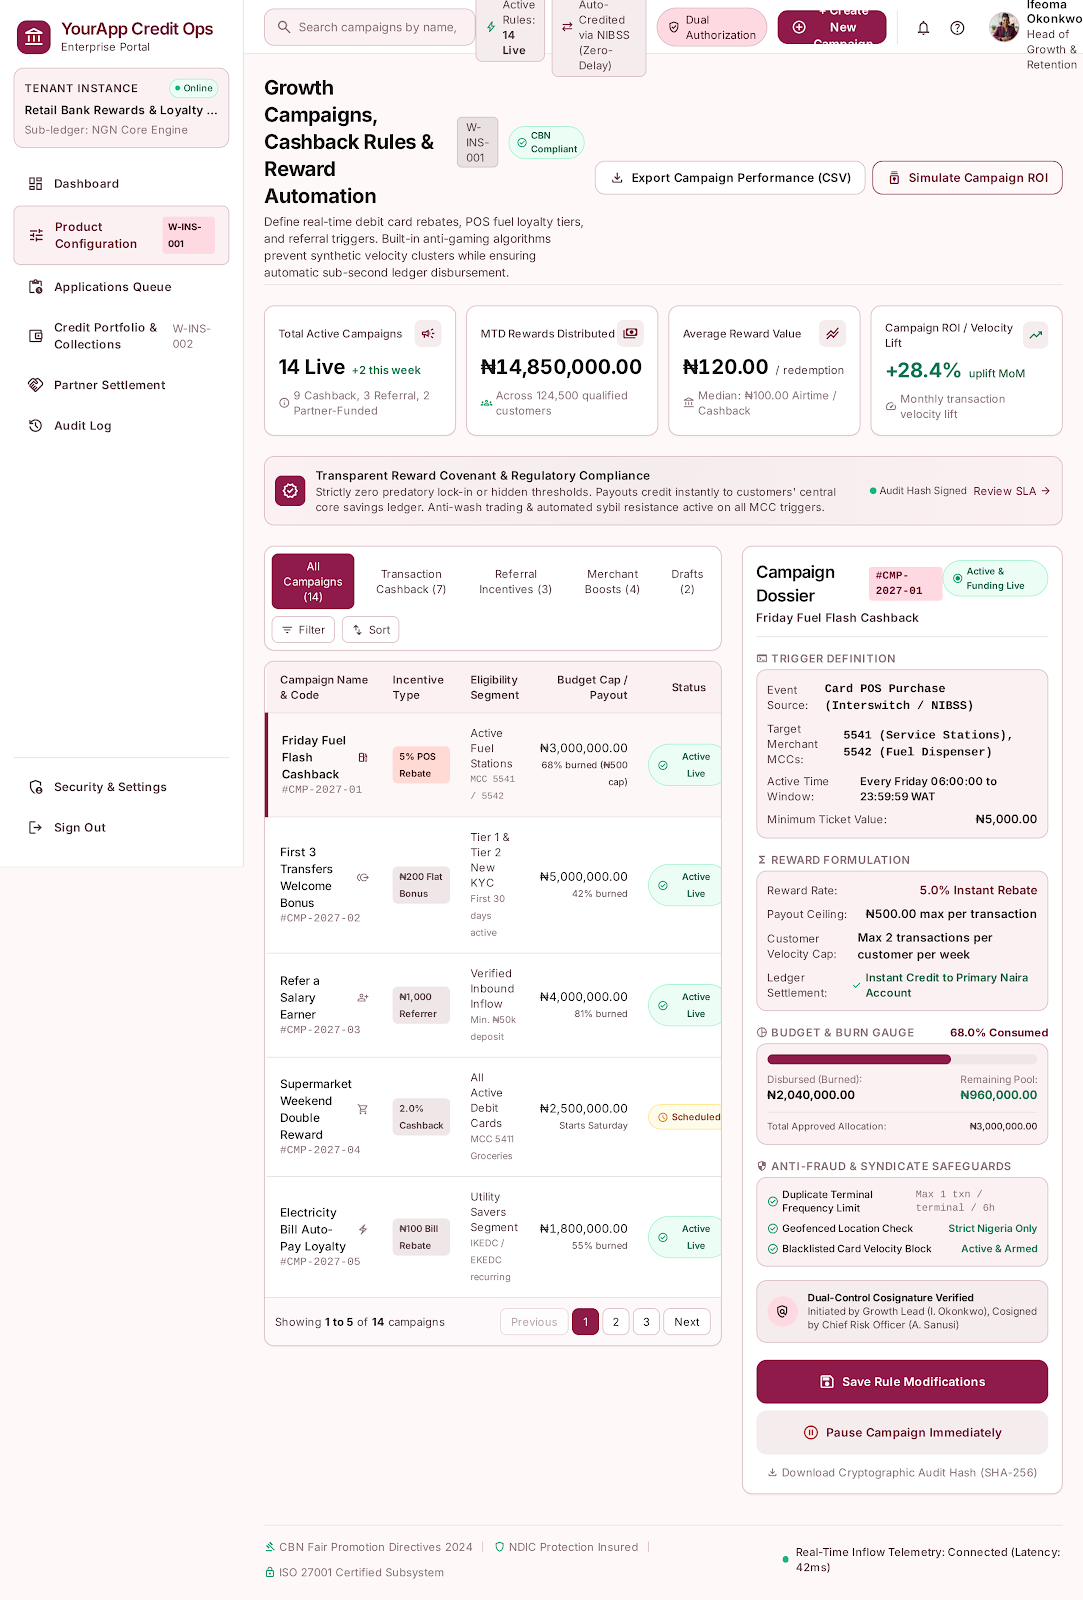 YourApp Credit Ops
Enterprise Portal
TENANT INSTANCE
Online
Retail Bank Rewards & Loyalty ...
Sub-ledger: NGN Core Engine
Dashboard
Product
Configuration
W-INS-
001
Applications Queue
Credit Portfolio &
Collections
W-INS-
002
Partner Settlement
Audit Log
Security & Settings
Sign Out
Search campaigns by name,
Active
Rules:
14
Live
Auto-
Credited
via NIBSS
(Zero-
Delay)
Dual
Authorization
+ Create
New
Campaign
Ifeoma
Okonkwo
Head of
Growth &
Retention
Growth
Campaigns,
Cashback Rules &
Reward
Automation
W-
INS-
001
CBN
Compliant
Define real-time debit card rebates, POS fuel loyalty tiers,
and referral triggers. Built-in anti-gaming algorithms
prevent synthetic velocity clusters while ensuring
automatic sub-second ledger disbursement.
Export Campaign Performance (CSV)
Simulate Campaign ROI
Total Active Campaigns
14 Live +2 this week
9 Cashback, 3 Referral, 2
Partner-Funded
MTD Rewards Distributed
₦14,850,000.00
Across 124,500 qualified
customers
Average Reward Value
₦120.00 / redemption
Median: ₦100.00 Airtime /
Cashback
Campaign ROI / Velocity
Lift
+28.4% uplift MoM
Monthly transaction
velocity lift
Transparent Reward Covenant & Regulatory Compliance
Strictly zero predatory lock-in or hidden thresholds. Payouts credit instantly to customers' central
core savings ledger. Anti-wash trading & automated sybil resistance active on all MCC triggers.
Audit Hash Signed
Review SLA →
All
Campaigns
(14)
Transaction
Cashback (7)
Referral
Incentives (3)
Merchant
Boosts (4)
Drafts
(2)
Filter
Sort
Campaign Name
& Code
Incentive
Type
Eligibility
Segment
Budget Cap /
Payout
Status
Friday Fuel
Flash
Cashback
#CMP-2027-01
5% POS
Rebate
Active
Fuel
Stations
MCC 5541
/ 5542
₦3,000,000.00
68% burned (₦500
cap)
Active
Live
First 3
Transfers
Welcome
Bonus
#CMP-2027-02
₦200 Flat
Bonus
Tier 1 &
Tier 2
New
KYC
First 30
days
active
₦5,000,000.00
42% burned
Active
Live
Refer a
Salary
Earner
#CMP-2027-03
₦1,000
Referrer
Verified
Inbound
Inflow
Min. ₦50k
deposit
₦4,000,000.00
81% burned
Active
Live
Supermarket
Weekend
Double
Reward
#CMP-2027-04
2.0%
Cashback
All
Active
Debit
Cards
MCC 5411
Groceries
₦2,500,000.00
Starts Saturday
Scheduled
Electricity
Bill Auto-
Pay Loyalty
#CMP-2027-05
₦100 Bill
Rebate
Utility
Savers
Segment
IKEDC /
EKEDC
recurring
₦1,800,000.00
55% burned
Active
Live
Showing 1 to 5 of 14 campaigns
Previous
1
2
3
Next
Campaign
Dossier
#CMP-
2027-01
Active &
Funding Live
Friday Fuel Flash Cashback
TRIGGER DEFINITION
Event
Source:
Card POS Purchase
(Interswitch / NIBSS)
Target
Merchant
MCCs:
5541 (Service Stations),
5542 (Fuel Dispenser)
Active Time
Window:
Every Friday 06:00:00 to
23:59:59 WAT
Minimum Ticket Value:
₦5,000.00
REWARD FORMULATION
Reward Rate:
5.0% Instant Rebate
Payout Ceiling:
₦500.00 max per transaction
Customer
Velocity Cap:
Max 2 transactions per
customer per week
Ledger
Settlement:
Instant Credit to Primary Naira
Account
BUDGET & BURN GAUGE
68.0% Consumed
Disbursed (Burned):
₦2,040,000.00
Remaining Pool:
₦960,000.00
Total Approved Allocation:
₦3,000,000.00
ANTI-FRAUD & SYNDICATE SAFEGUARDS
Duplicate Terminal
Frequency Limit
Max 1 txn /
terminal / 6h
Geofenced Location Check
Strict Nigeria Only
Blacklisted Card Velocity Block
Active & Armed
Dual-Control Cosignature Verified
Initiated by Growth Lead (I. Okonkwo), Cosigned
by Chief Risk Officer (A. Sanusi)
Save Rule Modifications
Pause Campaign Immediately
Download Cryptographic Audit Hash (SHA-256)
CBN Fair Promotion Directives 2024
NDIC Protection Insured
ISO 27001 Certified Subsystem
Real-Time Inflow Telemetry: Connected (Latency:
42ms)